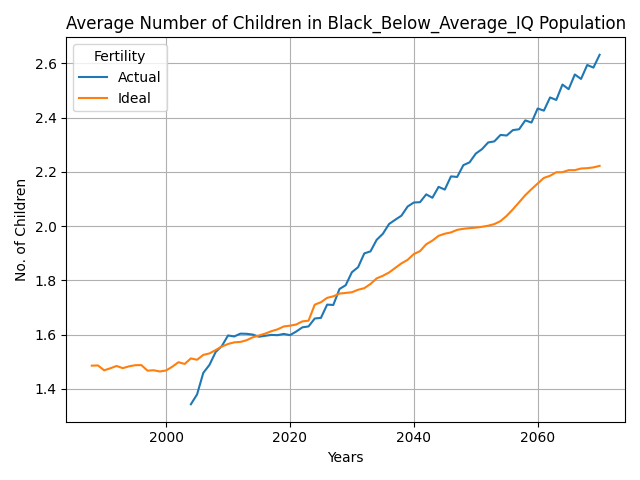 Average Number of Children in Black_Below_Average_IQ Population
Fertility
Actual
Ideal
2.6
2.4
2.2
2.0
1.8
1.6
1.4
No. of Children
2000
2020
2040
2060
Years